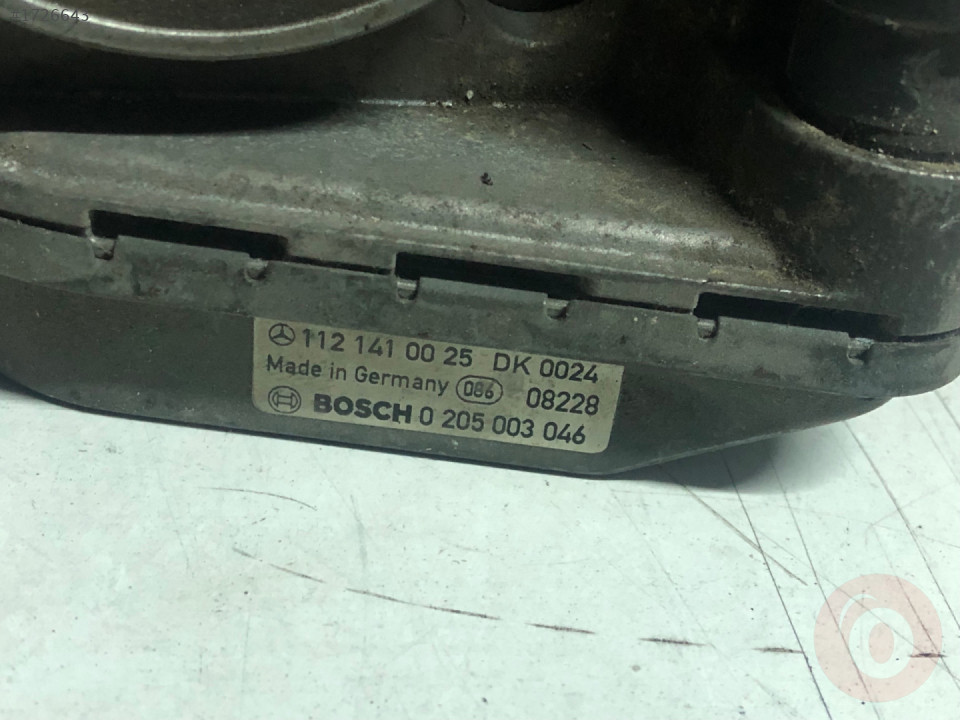 112 141 00 25 DK 0024
Made in Germany 086 08228
BOSCH 0 205 003 046